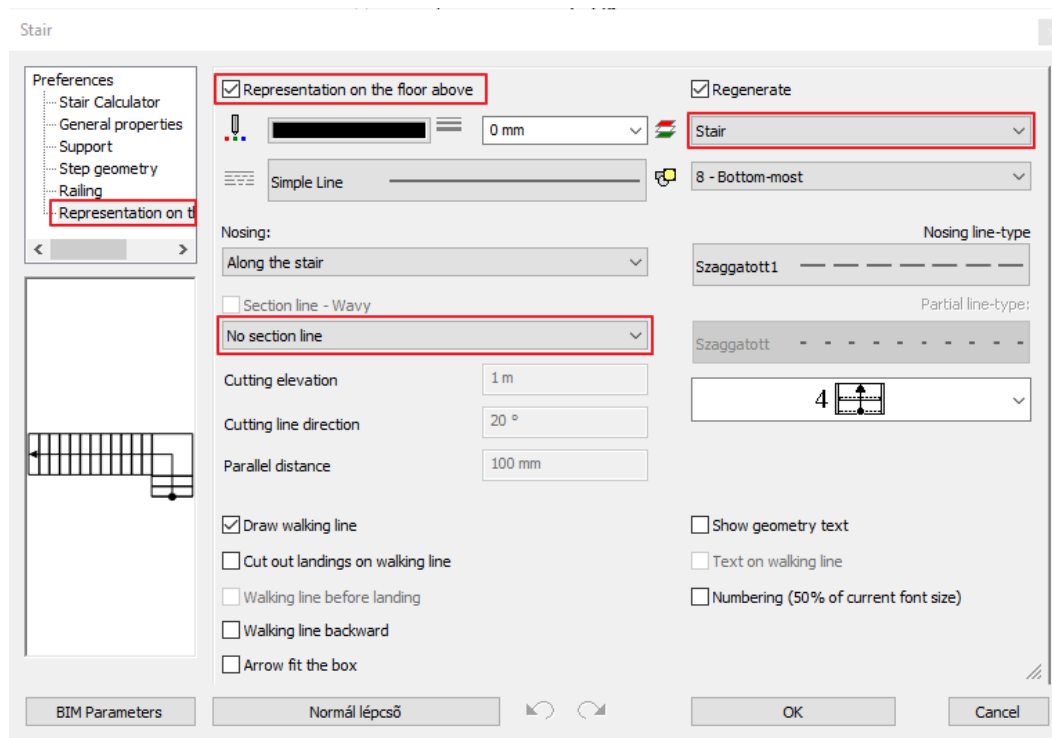 Stair
Preferences
Stair Calculator
General properties
Support
Step geometry
Railing
Representation on t
Representation on the floor above
Regenerate
0 mm
Stair
Simple Line
8 - Bottom-most
Nosing:
Nosing line-type
Along the stair
Szaggatott1
Section line - Wavy
Partial line-type:
No section line
Szaggatott
Cutting elevation
1 m
4
Cutting line direction
20 °
Parallel distance
100 mm
Draw walking line
Show geometry text
Cut out landings on walking line
Text on walking line
Walking line before landing
Numbering (50% of current font size)
Walking line backward
Arrow fit the box
BIM Parameters
Normál lépcső
OK
Cancel